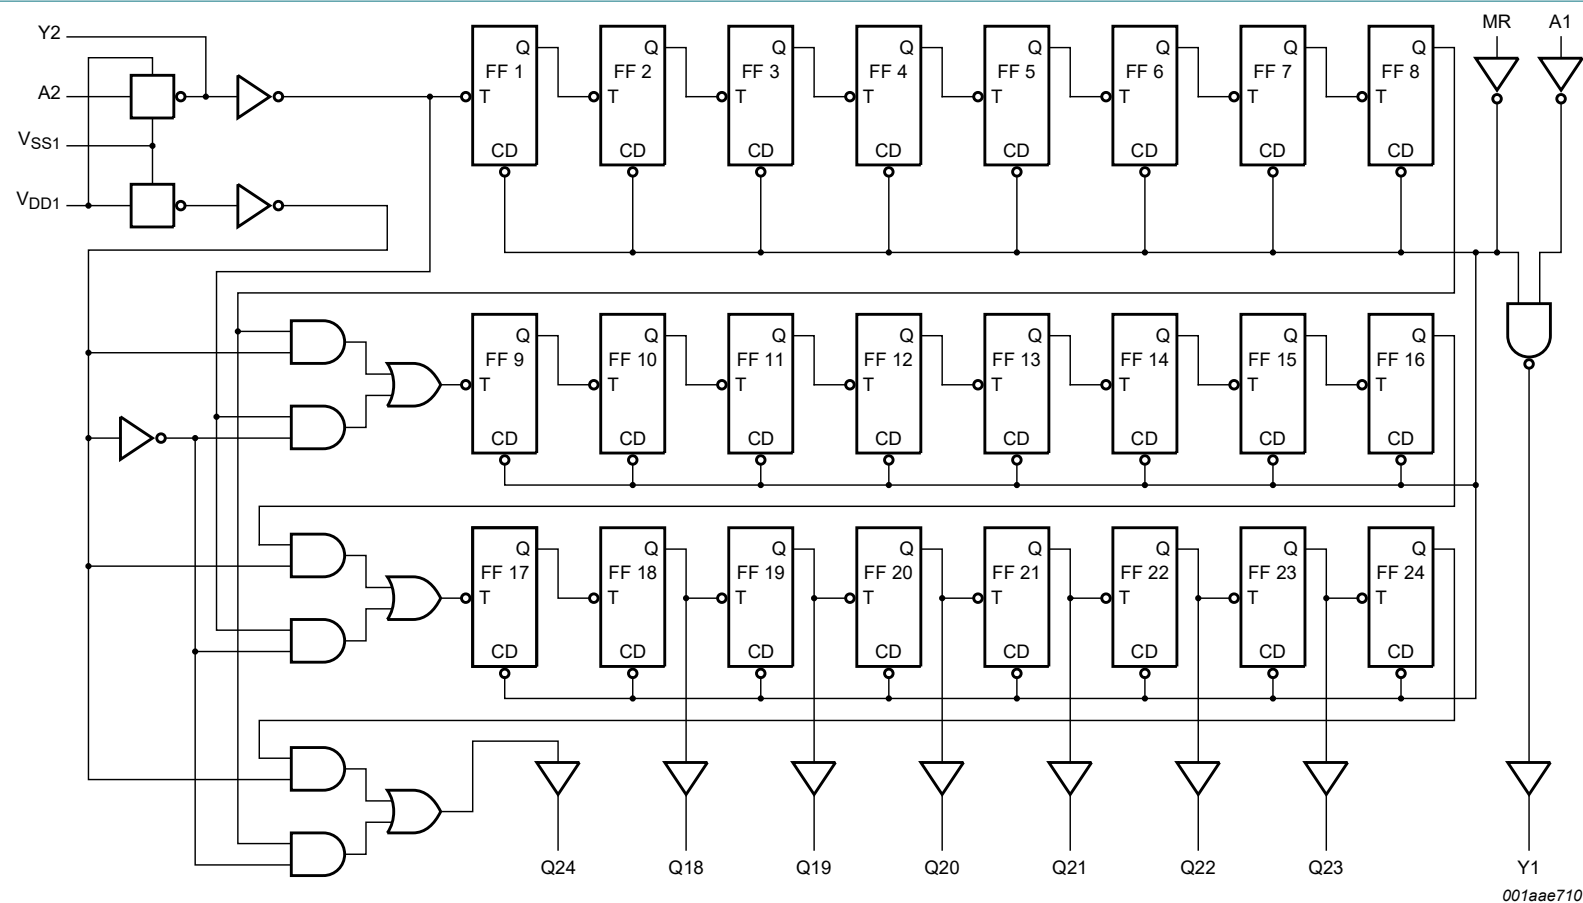 Y2
A2
VSS1
VDD1
MR A1
Q Q Q Q Q Q Q Q
FF 1 FF 2 FF 3 FF 4 FF 5 FF 6 FF 7 FF 8
T T T T T T T T
CD CD CD CD CD CD CD CD
Q Q Q Q Q Q Q Q
FF 9 FF 10 FF 11 FF 12 FF 13 FF 14 FF 15 FF 16
T T T T T T T T
CD CD CD CD CD CD CD CD
Q Q Q Q Q Q Q Q
FF 17 FF 18 FF 19 FF 20 FF 21 FF 22 FF 23 FF 24
T T T T T T T T
CD CD CD CD CD CD CD CD
Q24 Q18 Q19 Q20 Q21 Q22 Q23 Y1
001aae710